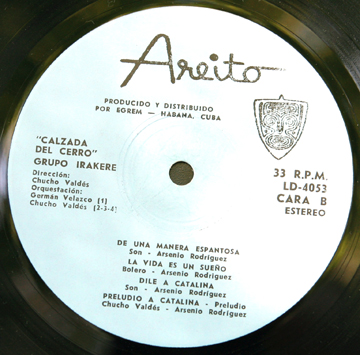 Areito
PRODUCIDO Y DISTRIBUIDO
POR EGREM — HABANA, CUBA
"CALZADA
DEL CERRO"
GRUPO IRAKERE
Dirección:
Chucho Valdés
Orquestación:
Germán Velazco (1)
Chucho Valdés (2-3-4)
33 R.P.M.
LD-4053
CARA B
ESTEREO
DE UNA MANERA ESPANTOSA
Son - Arsenio Rodríguez
LA VIDA ES UN SUEÑO
Bolero - Arsenio Rodríguez
DILE A CATALINA
Son - Arsenio Rodríguez
PRELUDIO A CATALINA - Preludio
Chucho Valdés - Arsenio Rodríguez